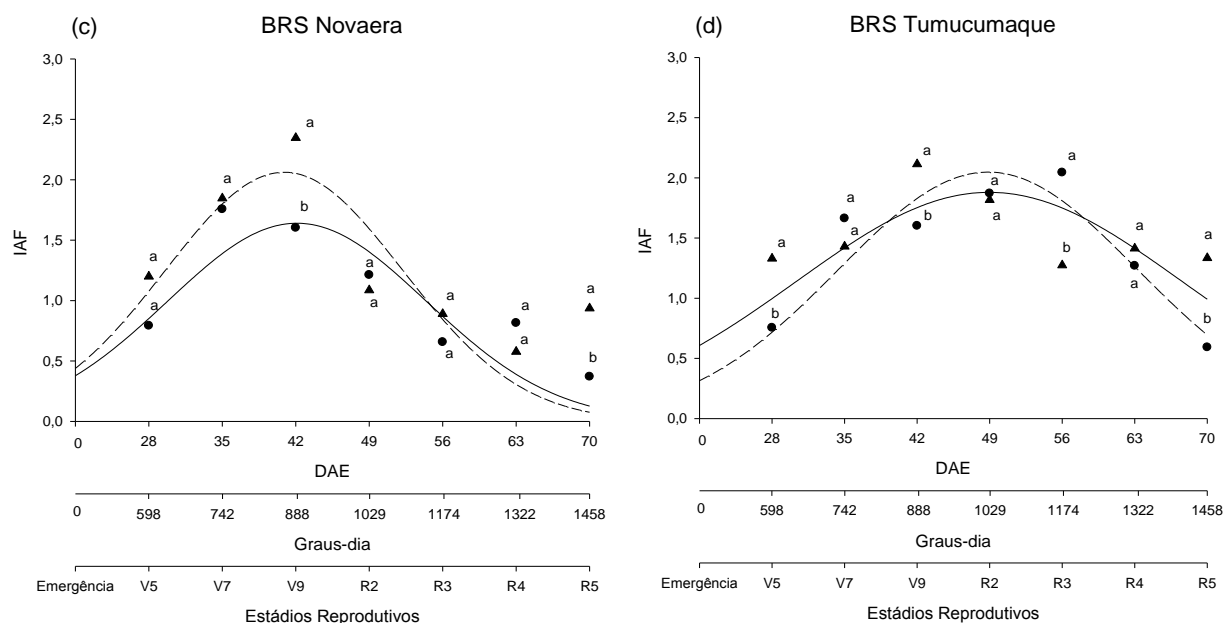 (c) BRS Novaera
3,0
2,5
2,0
1,5
1,0
0,5
0,0
IAF
a
a
a
b
a
a
a
a
a
a
a
a
b
0 28 35 42 49 56 63 70
DAE
0 598 742 888 1029 1174 1322 1458
Graus-dia
Emergência V5 V7 V9 R2 R3 R4 R5
Estádios Reprodutivos
(d) BRS Tumucumaque
3,0
2,5
2,0
1,5
1,0
0,5
0,0
IAF
a
b
a
a
a
b
a
a
a
b
a
a
a
b
0 28 35 42 49 56 63 70
DAE
0 598 742 888 1029 1174 1322 1458
Graus-dia
Emergência V5 V7 V9 R2 R3 R4 R5
Estádios Reprodutivos